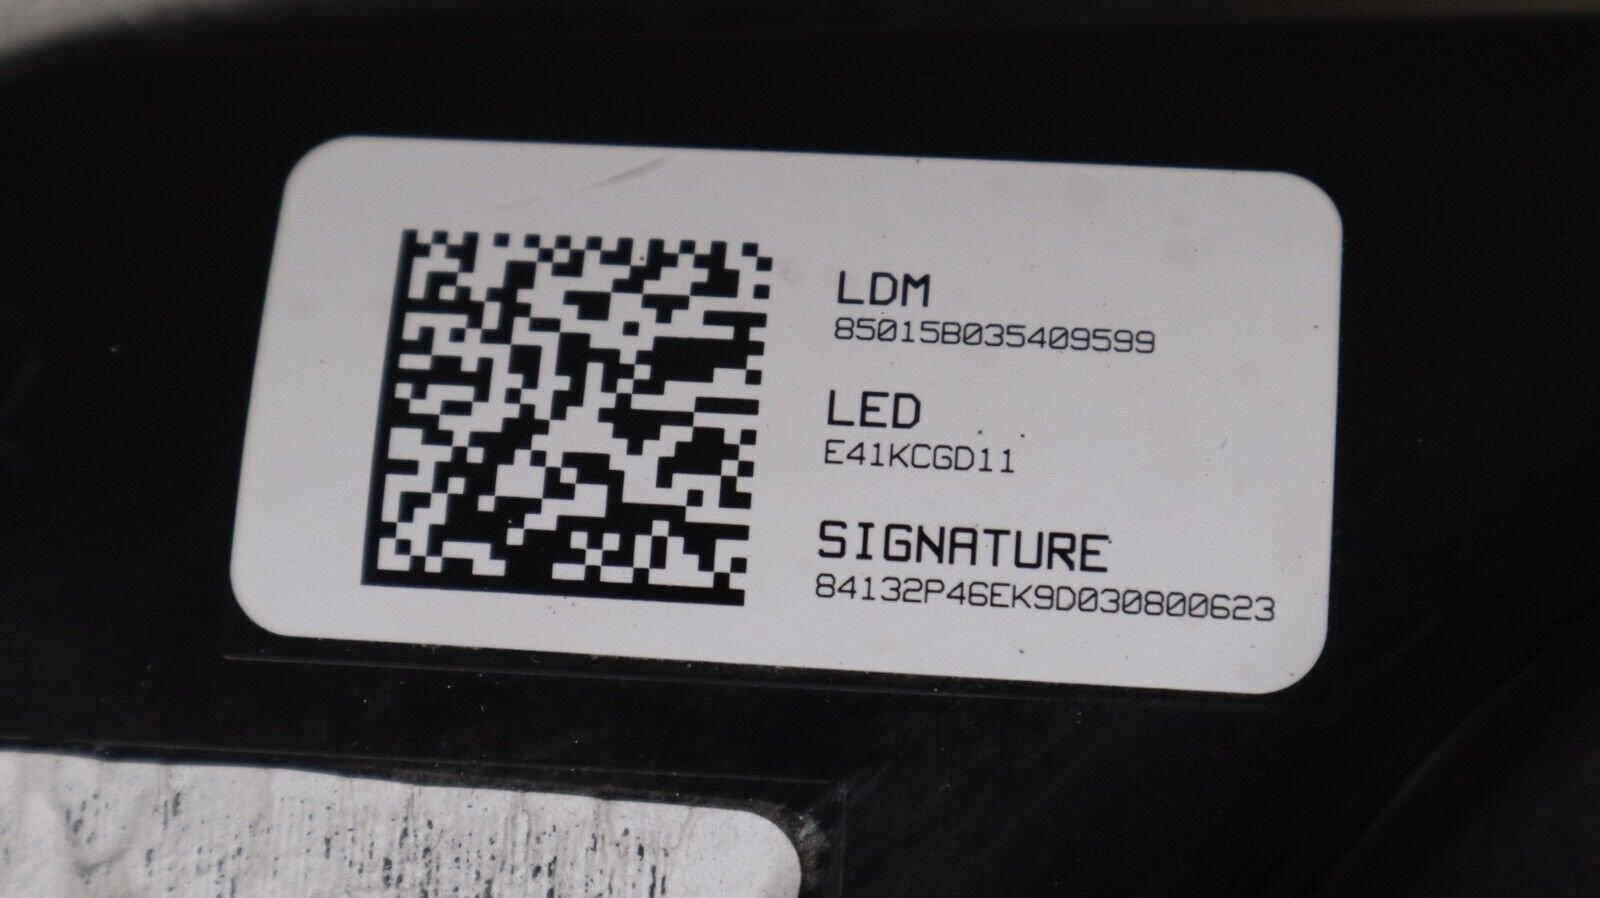 LDM
85015B035409599
LED
E41KCGD11
SIGNATURE
84132P46EK9D030800623